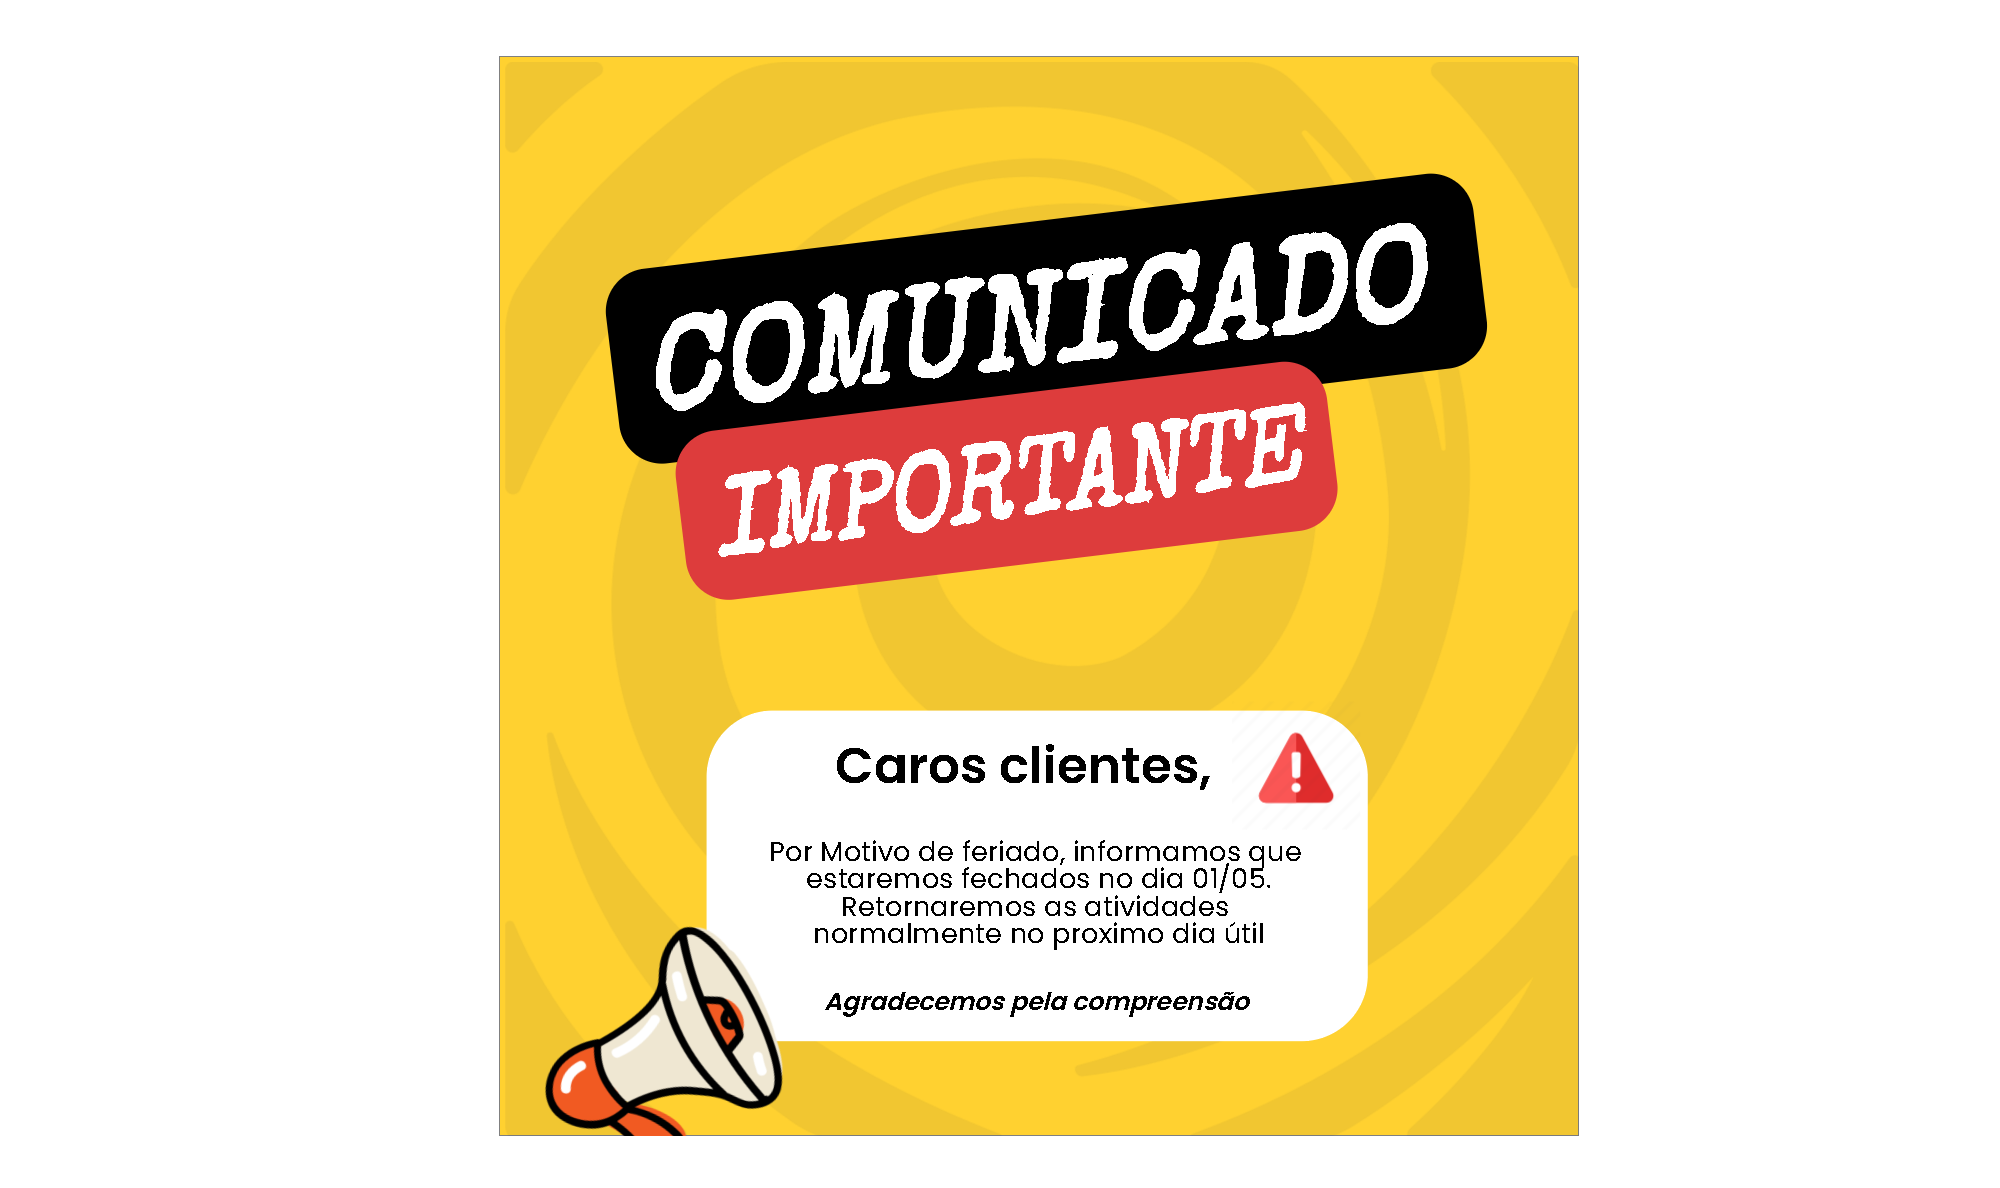 COMUNICADO
IMPORTANTE
Caros clientes,
Por Motivo de feriado, informamos que
estaremos fechados no dia 01/05.
Retornaremos as atividades
normalmente no proximo dia útil
Agradecemos pela compreensão